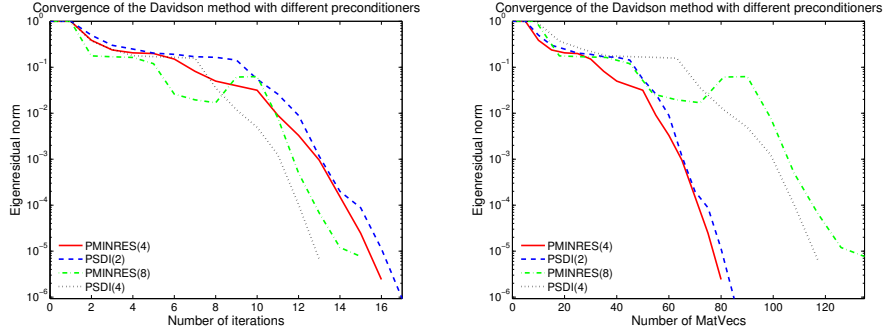 Convergence of the Davidson method with different preconditioners
10^0
10^-1
10^-2
10^-3
10^-4
10^-5
10^-6
Eigenresidual norm
PMINRES(4)
PSDI(2)
PMINRES(8)
PSDI(4)
0 2 4 6 8 10 12 14 16
Number of iterations
Convergence of the Davidson method with different preconditioners
10^0
10^-1
10^-2
10^-3
10^-4
10^-5
10^-6
Eigenresidual norm
PMINRES(4)
PSDI(2)
PMINRES(8)
PSDI(4)
0 20 40 60 80 100 120
Number of MatVecs